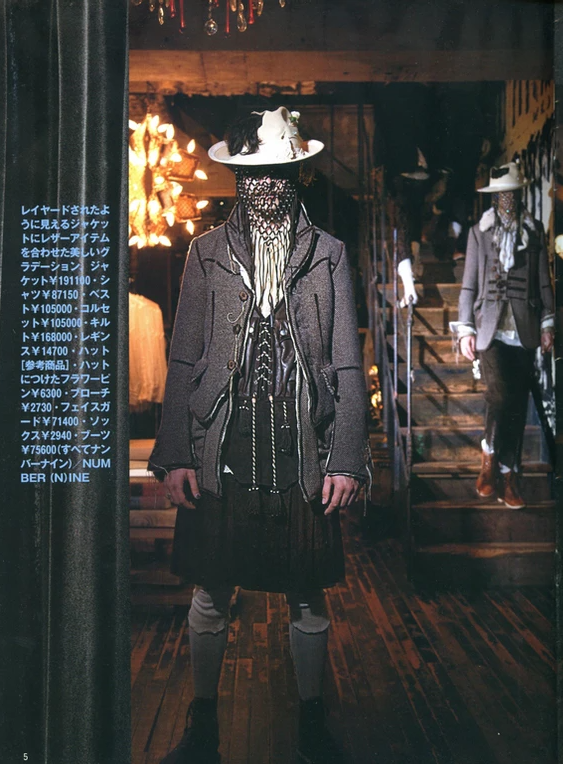 レイヤードされたよ
うに見えるジャケッ
トにレザーアイテム
を合わせた美しいグ
ラデーション。ジャ
ケット¥191100・シ
ャツ¥87150・ベス
ト¥105000・コルセ
ット¥105000・キル
ト¥168000・レギン
ス¥14700・ハット
[参考商品]・ハット
につけたフラワーピ
ン¥6300・ブローチ
¥2730・フェイスガ
ード¥71400・ソッ
クス¥2940・ブーツ
¥75600(すべてナン
バーナイン)/NUM
BER (N)INE
5